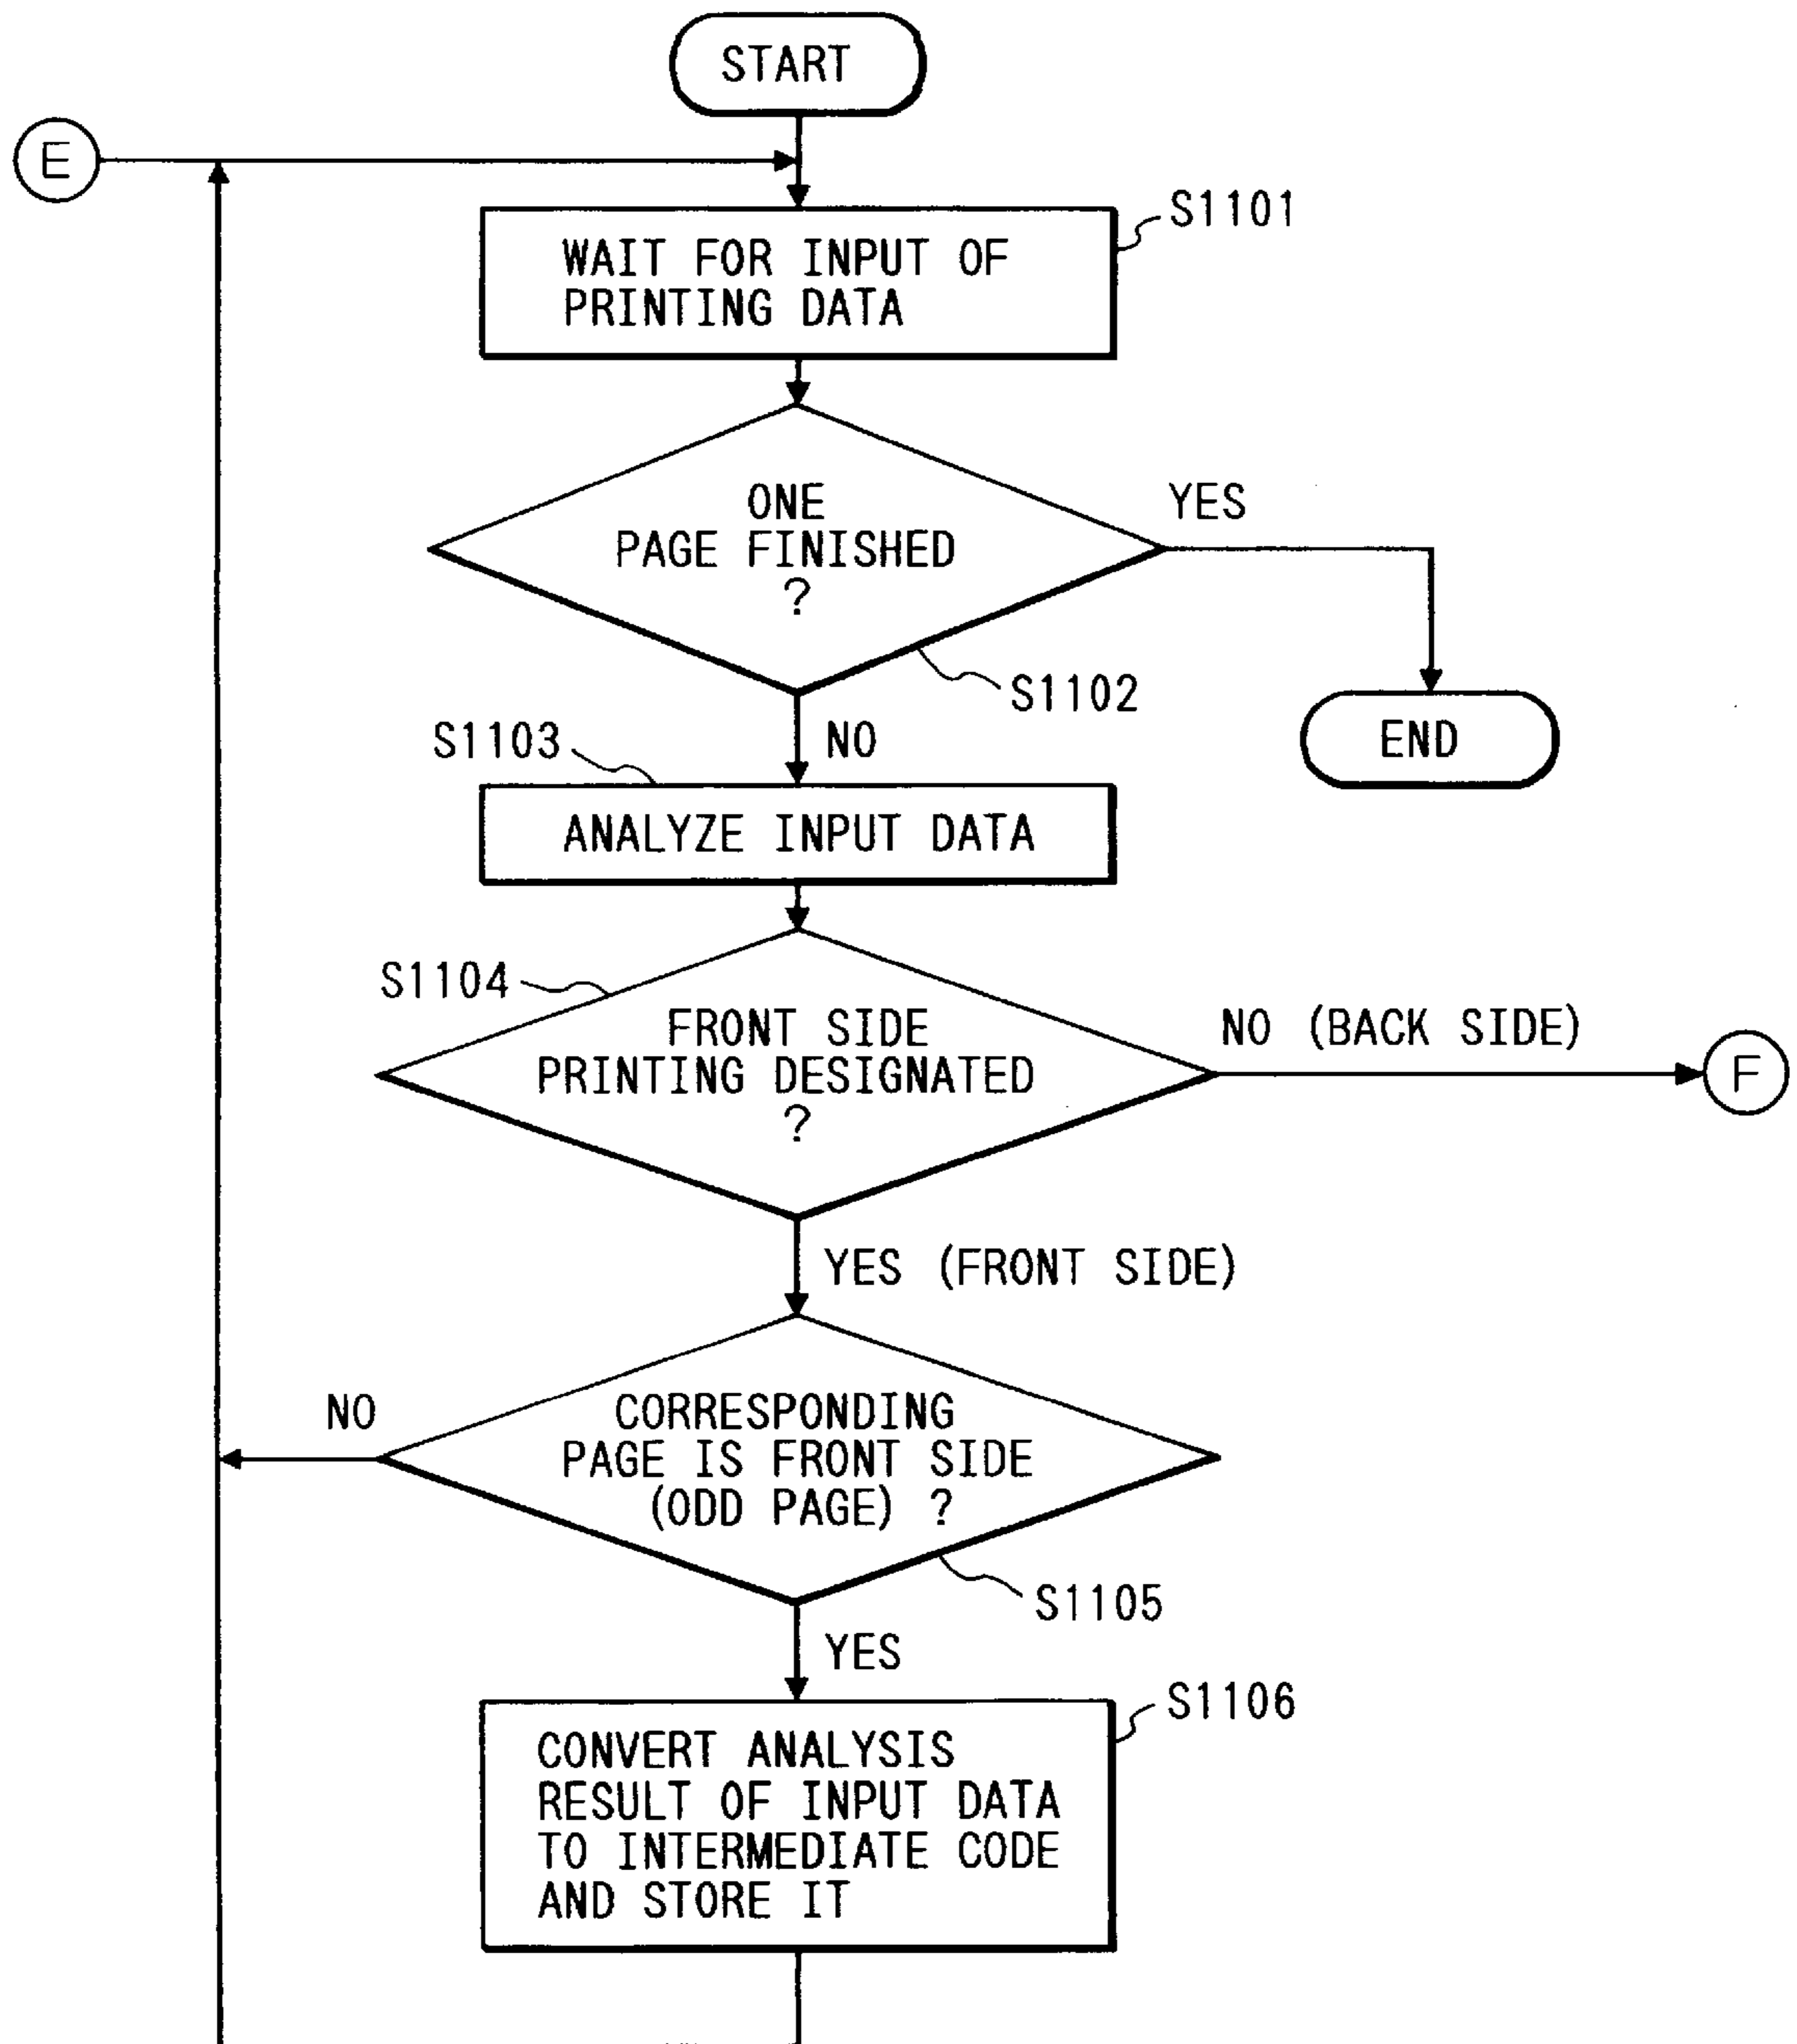 START
E
S1101
WAIT FOR INPUT OF
PRINTING DATA
ONE
PAGE FINISHED
?
YES
S1102
END
NO
S1103
ANALYZE INPUT DATA
S1104
FRONT SIDE
PRINTING DESIGNATED
?
NO (BACK SIDE)
F
YES (FRONT SIDE)
NO
CORRESPONDING
PAGE IS FRONT SIDE
(ODD PAGE) ?
S1105
YES
S1106
CONVERT ANALYSIS
RESULT OF INPUT DATA
TO INTERMEDIATE CODE
AND STORE IT